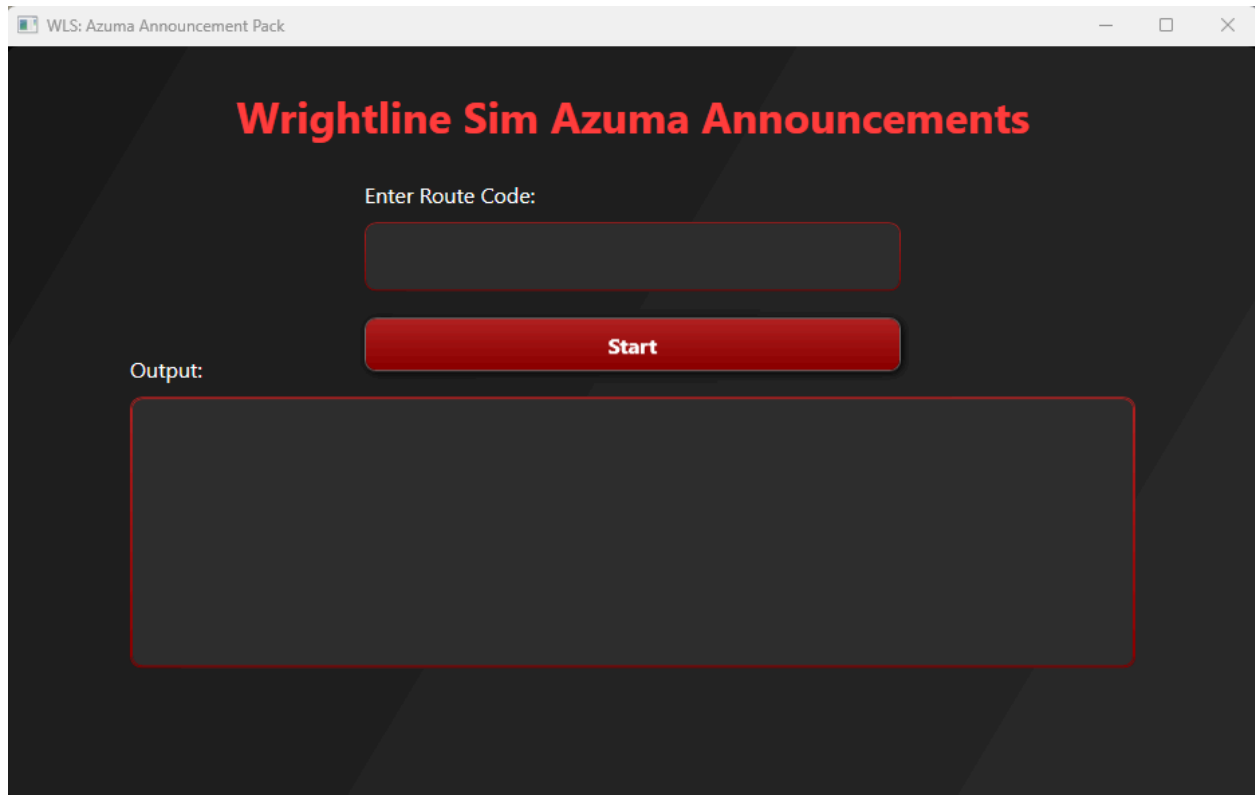 WLS: Azuma Announcement Pack
Wrightline Sim Azuma Announcements
Enter Route Code:
Start
Output: